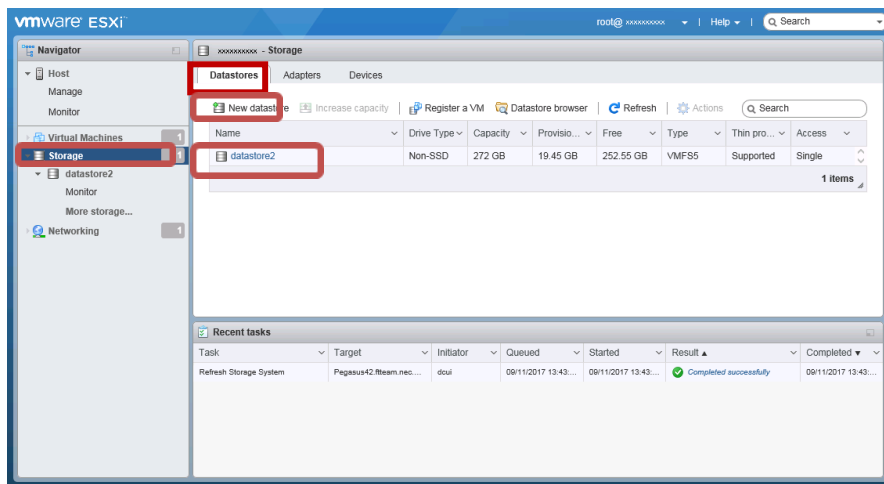 vmware ESXi
root@ xxxxxxxxxx | Help | Search
Navigator
xxxxxxxxxx - Storage
Host
Manage
Monitor
Virtual Machines 1
Storage 1
datastore2
Monitor
More storage...
Networking 1
Datastores Adapters Devices
New datastore Increase capacity | Register a VM Datastore browser | Refresh | Actions Search
Name Drive Type Capacity Provisio... Free Type Thin pro... Access
datastore2 Non-SSD 272 GB 19.45 GB 252.55 GB VMFS5 Supported Single
1 items
Recent tasks
Task Target Initiator Queued Started Result Completed
Refresh Storage System Pegasus42.ftteam.nec.... dcui 09/11/2017 13:43:... 09/11/2017 13:43:... Completed successfully 09/11/2017 13:43:...